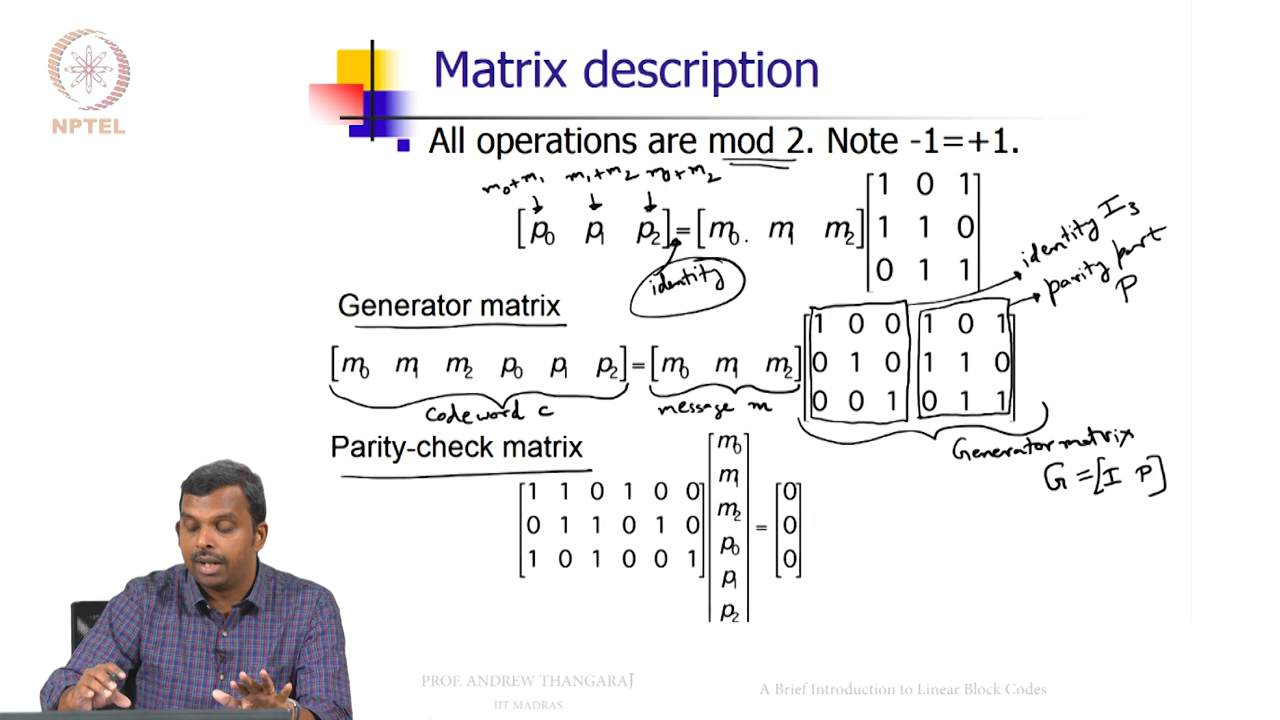 NPTEL
Matrix description
All operations are mod 2. Note -1=+1.
m0+m1 m1+m2 m0+m2
[p0 p1 p2] = [m0. m1 m2] [1 0 1
1 1 0
0 1 1]
identity
identity I3
parity part
P
Generator matrix
[m0 m1 m2 p0 p1 p2] = [m0 m1 m2] [1 0 0 1 0 1
0 1 0 1 1 0
0 0 1 0 1 1]
codeword c
message m
Generator matrix
G = [I P]
Parity-check matrix
[1 1 0 1 0 0
0 1 1 0 1 0
1 0 1 0 0 1]
[m0
m1
m2
p0
p1
p2
=
[0
0
0]
PROF. ANDREW THANGARAJ
IIT MADRAS
A Brief Introduction to Linear Block Codes